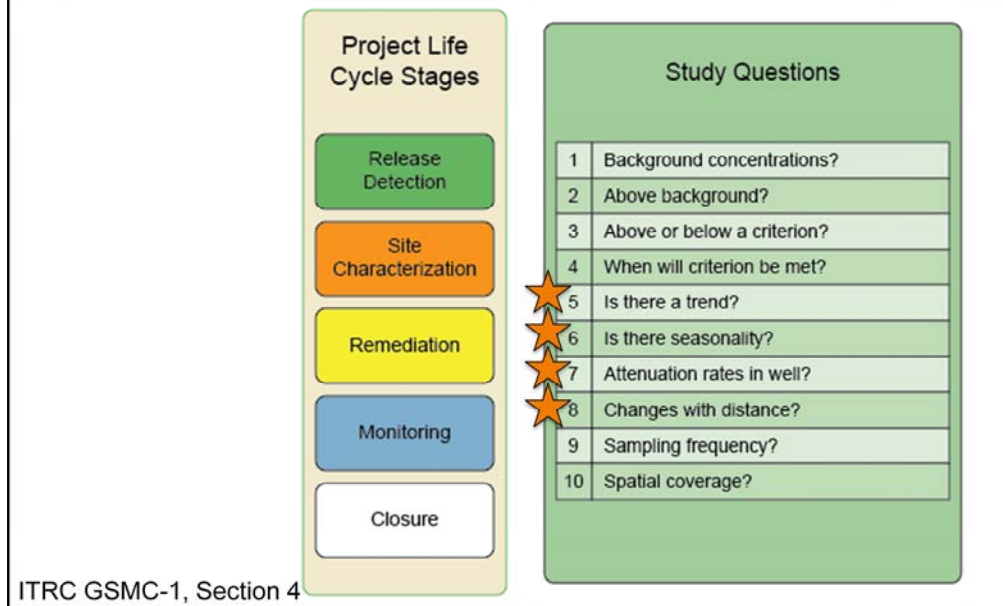 Project Life
Cycle Stages
Release
Detection
Site
Characterization
Remediation
Monitoring
Closure
Study Questions
1 Background concentrations?
2 Above background?
3 Above or below a criterion?
4 When will criterion be met?
5 Is there a trend?
6 Is there seasonality?
7 Attenuation rates in well?
8 Changes with distance?
9 Sampling frequency?
10 Spatial coverage?
ITRC GSMC-1, Section 4